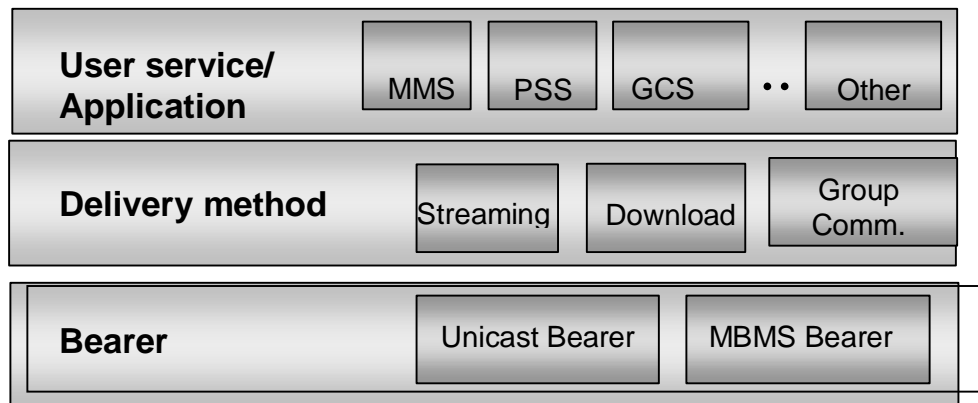 User service/
Application
MMS PSS GCS .. Other
Delivery method
Streaming Download Group
Comm.
Bearer
Unicast Bearer MBMS Bearer